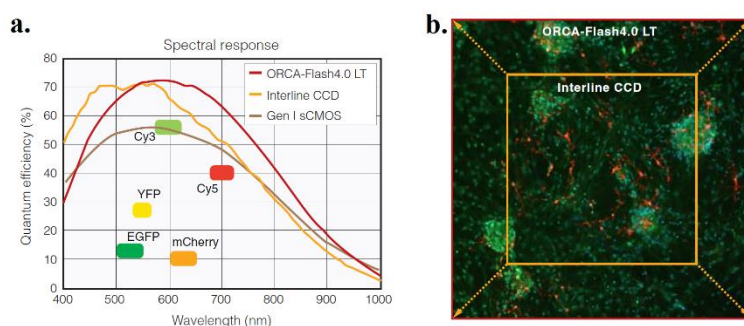 a.
Spectral response
80
70
60
50
40
30
20
10
0
Quantum efficiency (%)
ORCA-Flash4.0 LT
Interline CCD
Gen I sCMOS
Cy3
Cy5
YFP
EGFP
mCherry
400 500 600 700 800 900 1000
Wavelength (nm)
b.
ORCA-Flash4.0 LT
Interline CCD